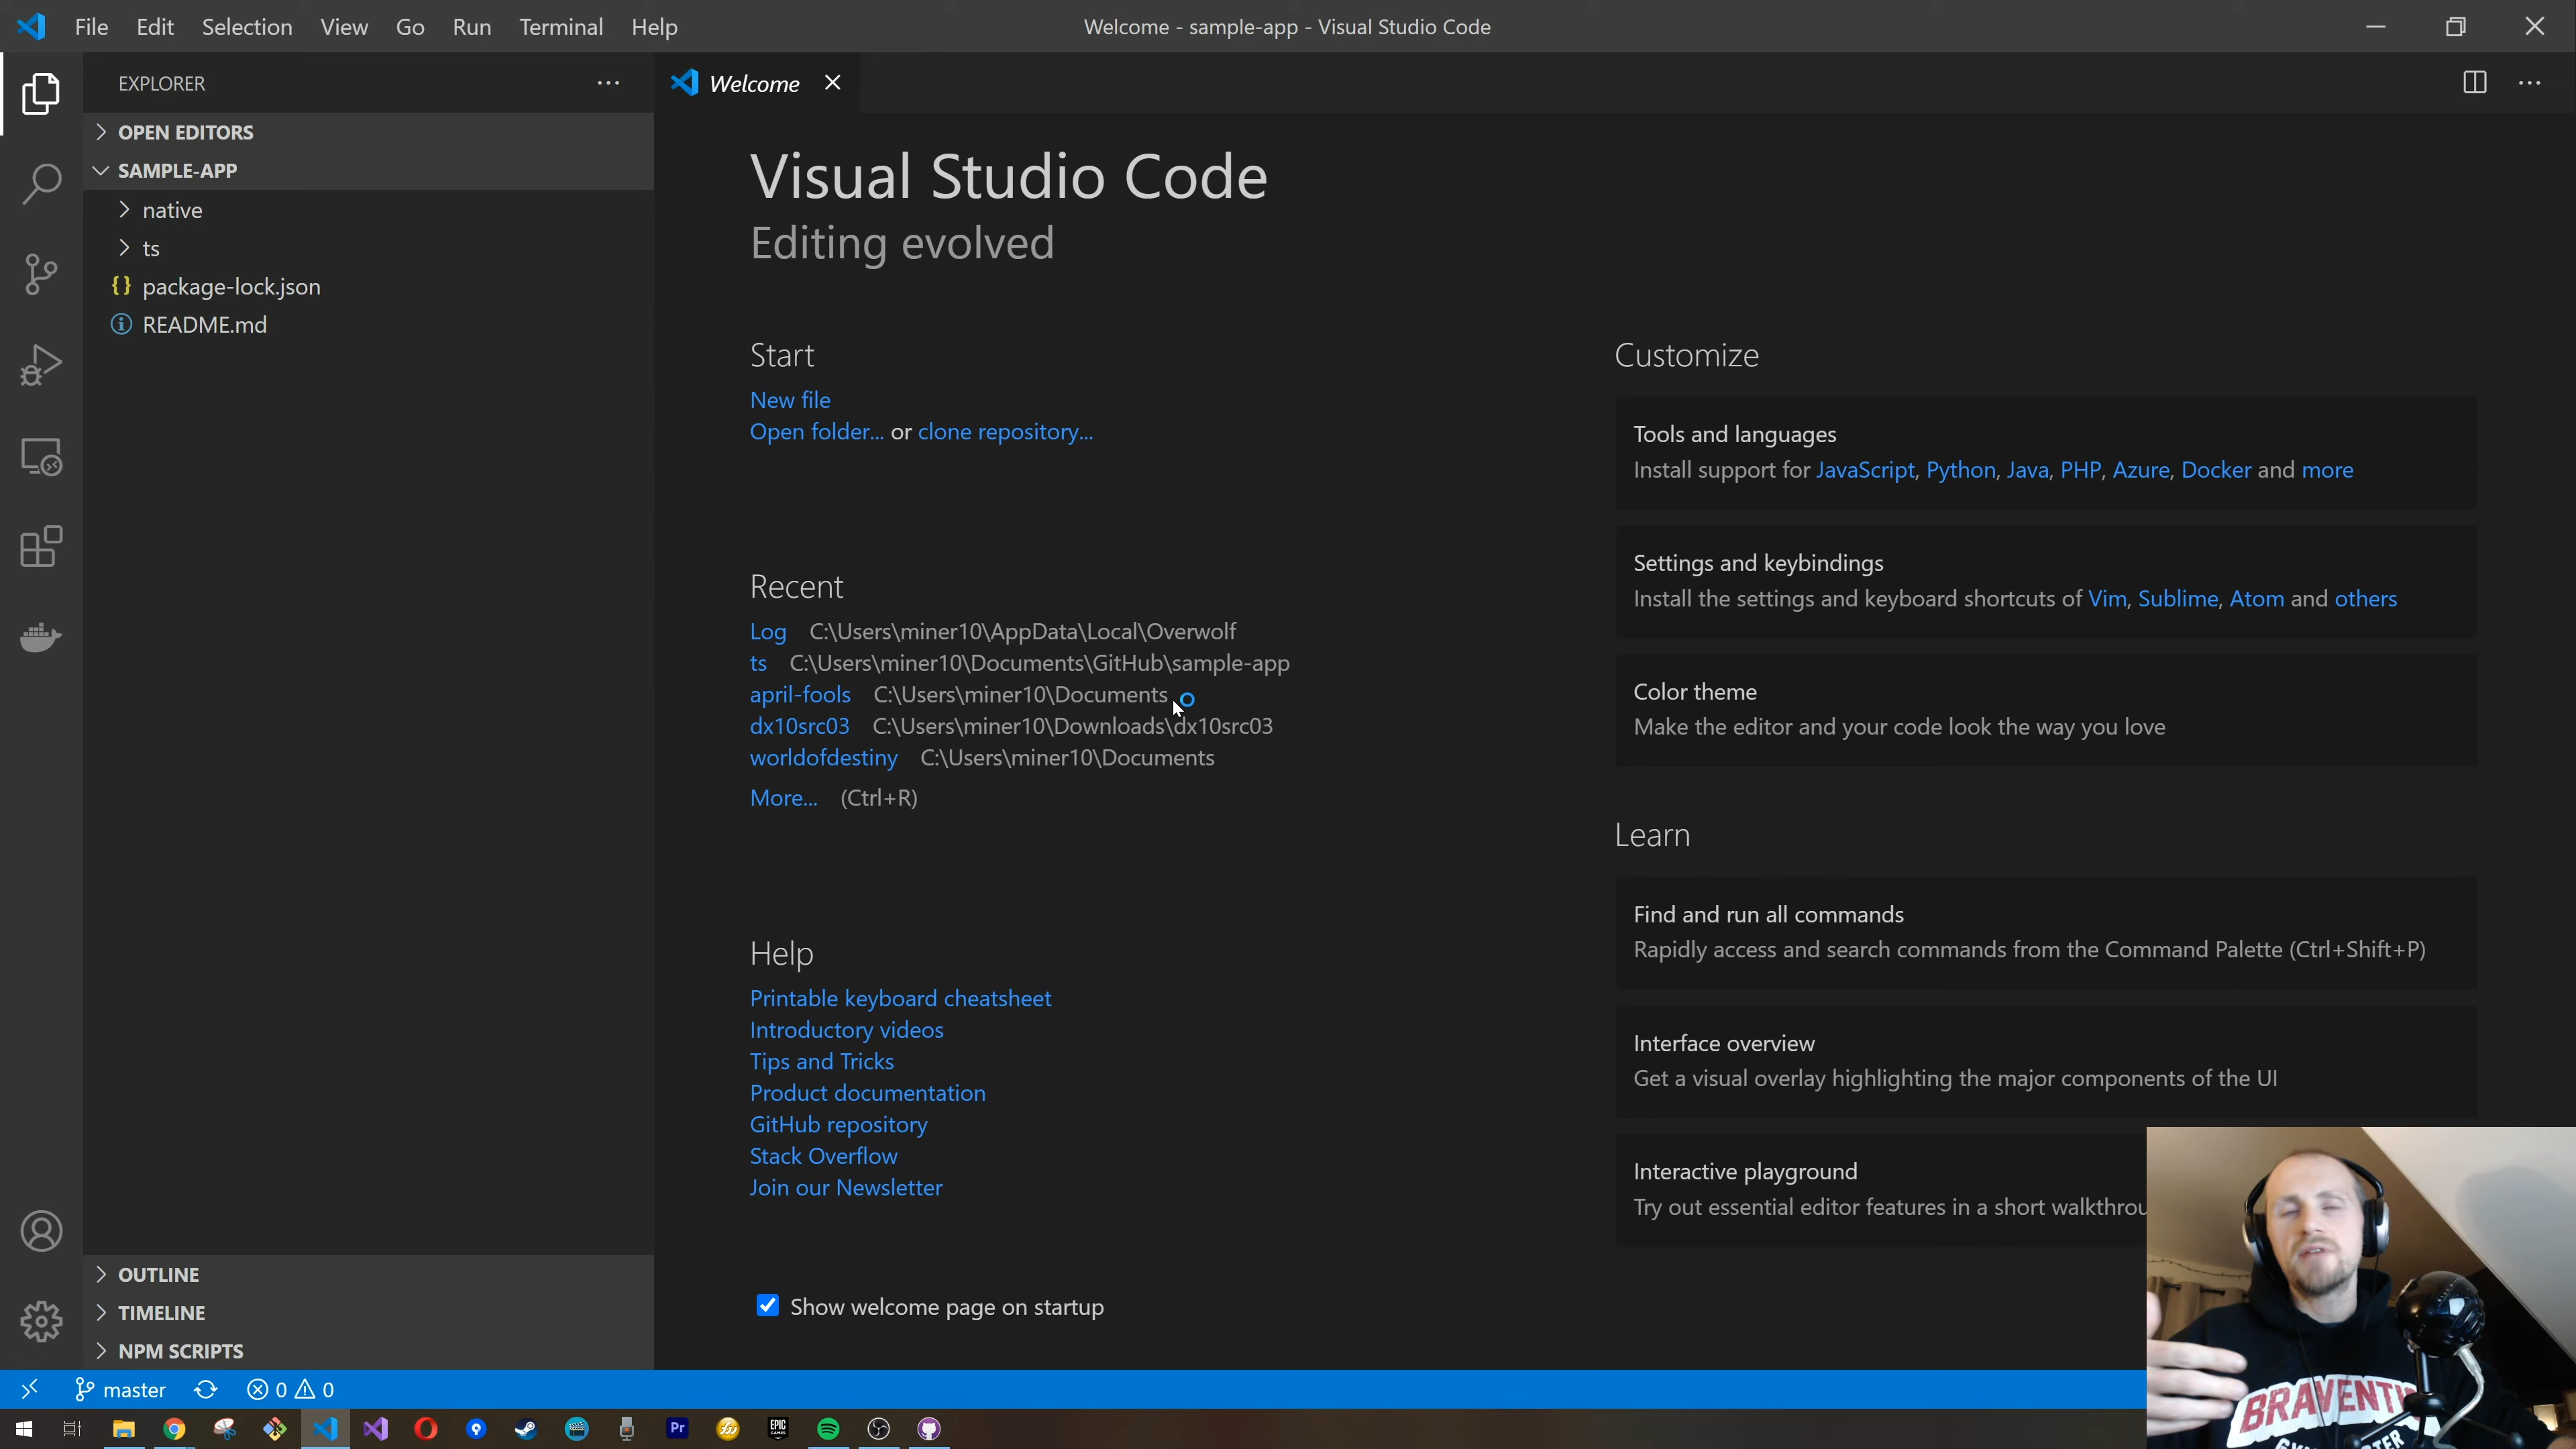 File Edit Selection View Go Run Terminal Help
Welcome - sample-app - Visual Studio Code
EXPLORER
OPEN EDITORS
SAMPLE-APP
native
ts
package-lock.json
README.md
OUTLINE
TIMELINE
NPM SCRIPTS
Welcome
Visual Studio Code
Editing evolved
Start
New file
Open folder... or clone repository...
Recent
Log C:\Users\miner10\AppData\Local\Overwolf
ts C:\Users\miner10\Documents\GitHub\sample-app
april-fools C:\Users\miner10\Documents
dx10src03 C:\Users\miner10\Downloads\dx10src03
worldofdestiny C:\Users\miner10\Documents
More... (Ctrl+R)
Help
Printable keyboard cheatsheet
Introductory videos
Tips and Tricks
Product documentation
GitHub repository
Stack Overflow
Join our Newsletter
Show welcome page on startup
Customize
Tools and languages
Install support for JavaScript, Python, Java, PHP, Azure, Docker and more
Settings and keybindings
Install the settings and keyboard shortcuts of Vim, Sublime, Atom and others
Color theme
Make the editor and your code look the way you love
Learn
Find and run all commands
Rapidly access and search commands from the Command Palette (Ctrl+Shift+P)
Interface overview
Get a visual overlay highlighting the major components of the UI
Interactive playground
Try out essential editor features in a short walkthrou
master 0 0
Pr
EPIC
GAMES
BRAVENT